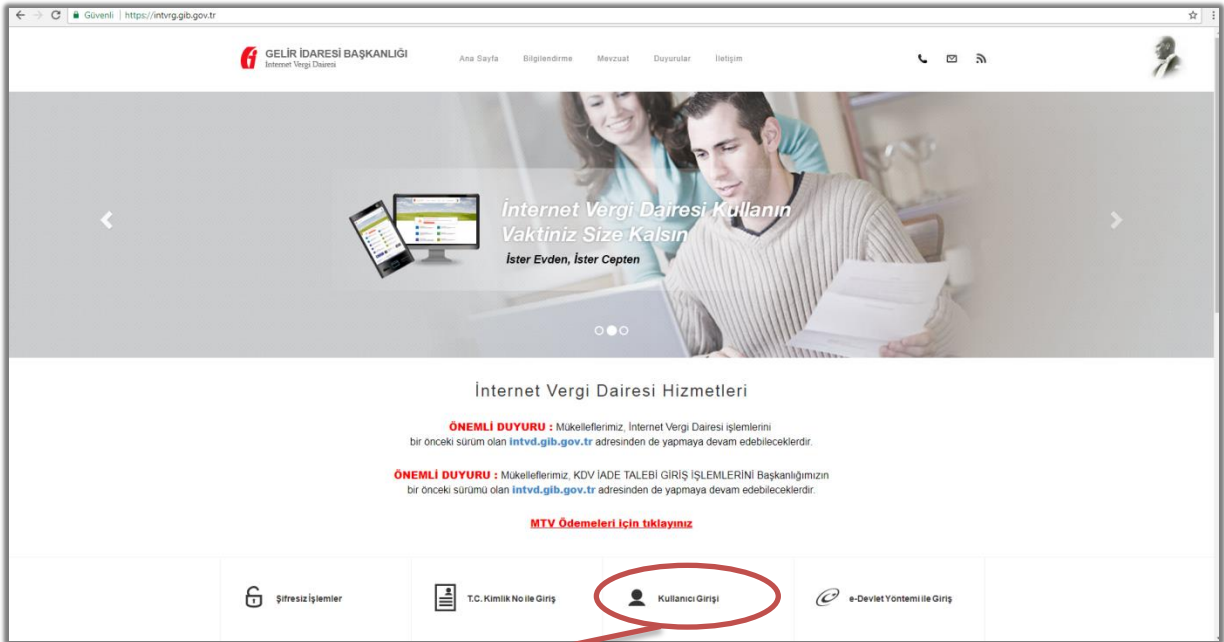 Güvenli | https://intvrg.gib.gov.tr
GELİR İDARESİ BAŞKANLIĞI
İnternet Vergi Dairesi
Ana Sayfa Bilgilendirme Mevzuat Duyurular İletişim
İnternet Vergi Dairesi Kullanın
Vaktiniz Size Kalsın
İster Evden, İster Cepten
İnternet Vergi Dairesi Hizmetleri
ÖNEMLİ DUYURU : Mükelleflerimiz, İnternet Vergi Dairesi işlemlerini
bir önceki sürüm olan intvd.gib.gov.tr adresinden de yapmaya devam edebileceklerdir.
ÖNEMLİ DUYURU : Mükelleflerimiz, KDV İADE TALEBİ GİRİŞ İŞLEMLERİNİ Başkanlığımızın
bir önceki sürümü olan intvd.gib.gov.tr adresinden de yapmaya devam edebileceklerdir.
MTV Ödemeleri için tıklayınız
Şifresiz İşlemler
T.C. Kimlik No ile Giriş
Kullanıcı Girişi
e-Devlet Yöntemi ile Giriş